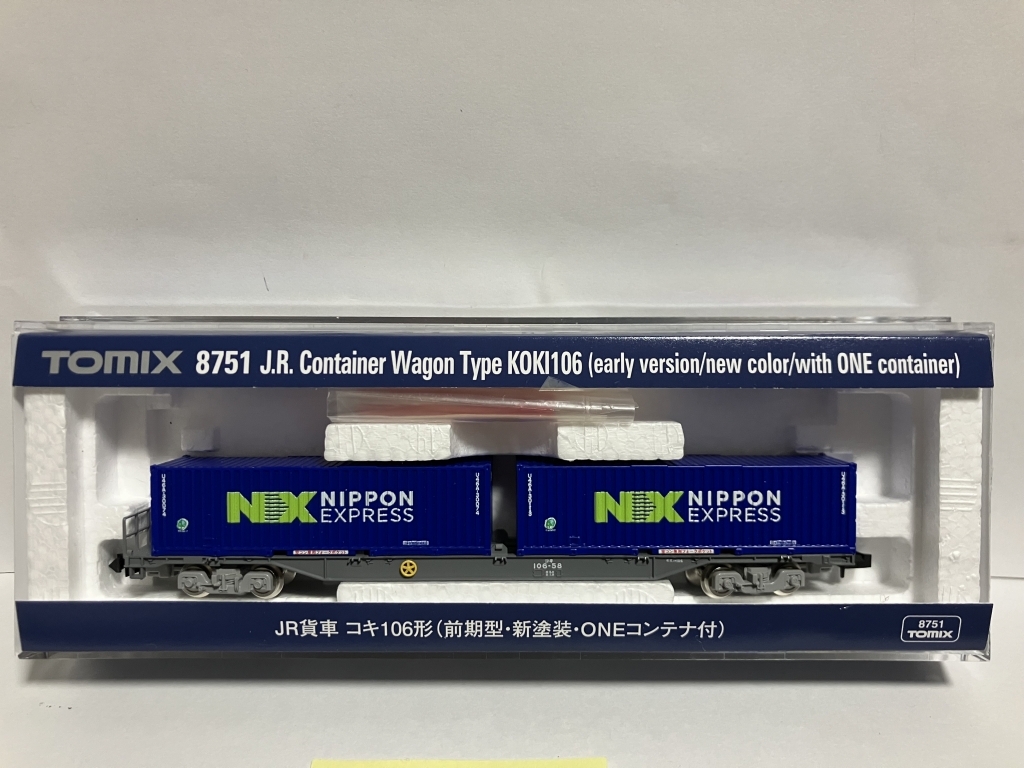 TOMIX 8751 J.R. Container Wagon Type KOKI106 (early version/new color/with ONE container)
NX NIPPON
EXPRESS
NX NIPPON
EXPRESS
106-58
JR貨車 コキ106形(前期型・新塗装・ONEコンテナ付)
8751
TOMIX